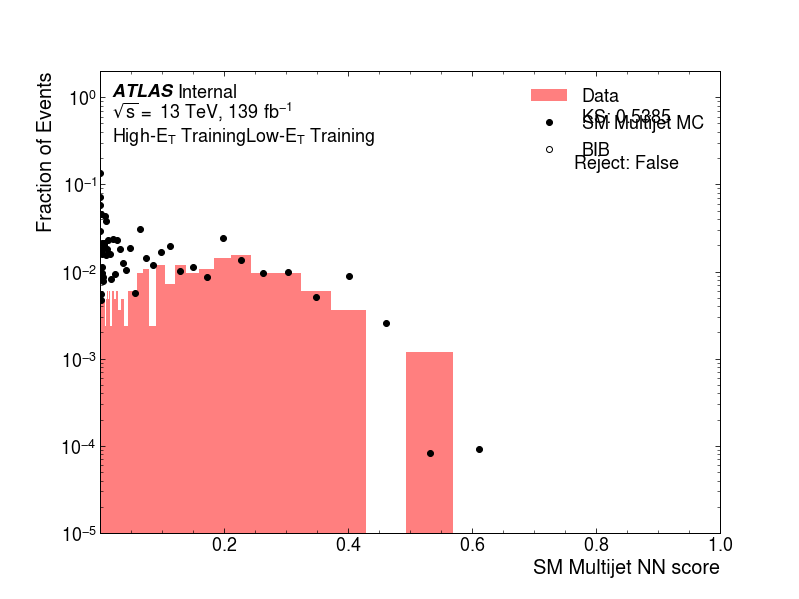 ATLAS Internal
√s = 13 TeV, 139 fb⁻¹
High-E_T TrainingLow-E_T Training
Data
KS: 0.5385
SM Multijet MC
BIB
Reject: False
Fraction of Events
10⁰
10⁻¹
10⁻²
10⁻³
10⁻⁴
10⁻⁵
0.2 0.4 0.6 0.8 1.0
SM Multijet NN score